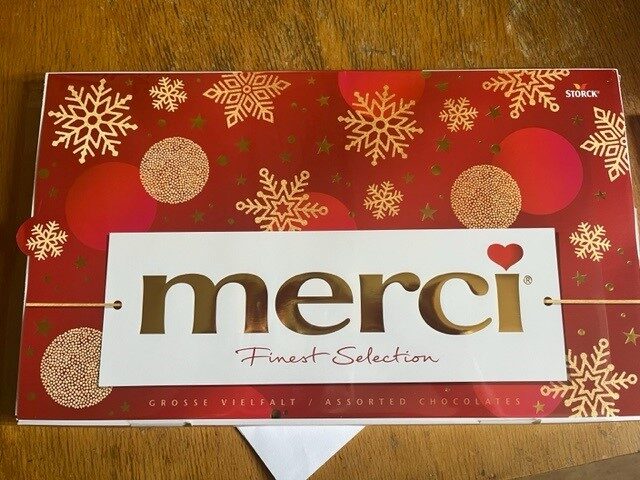 STORCK®
merci®
Finest Selection
GROSSE VIELFALT / ASSORTED CHOCOLATES